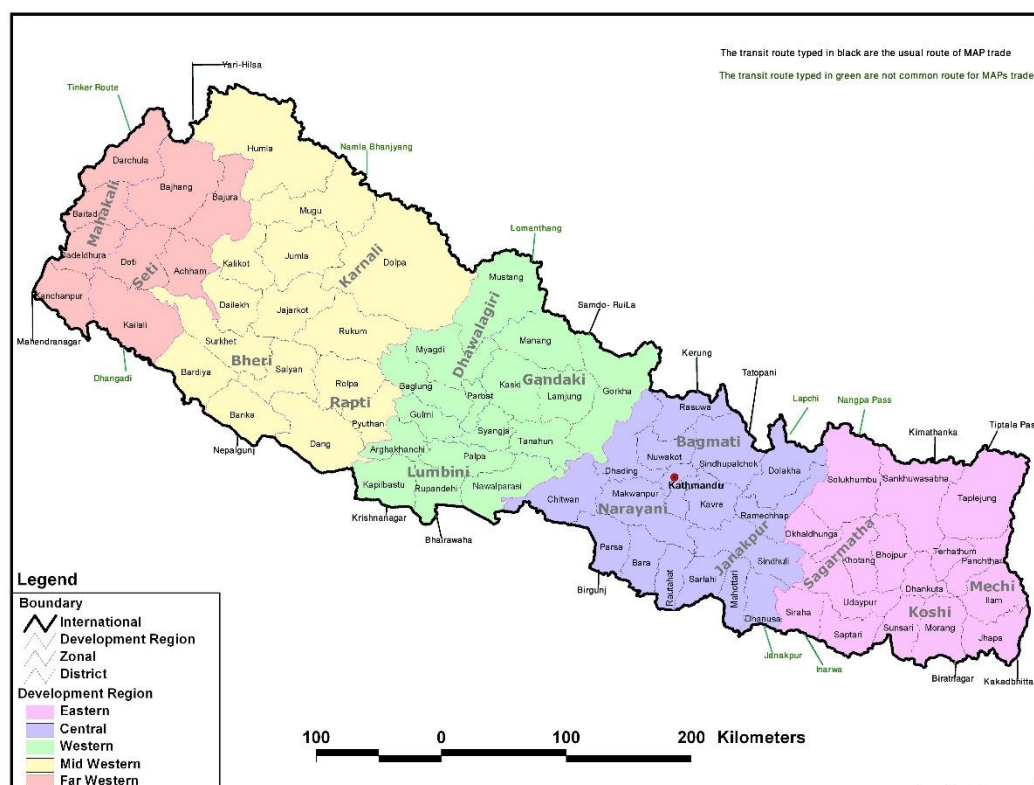 The transit route typed in black are the usual route of MAP trade
The transit route typed in green are not common route for MAPs trade
Yari-Hilsa
Tinker Route
Namla Bhanjyang
Lomanthang
Samdo- RuiLa
Kerung
Tatopani
Lapchi
Nangpa Pass
Kimathanka
Tiptala Pas
Mahendranagar
Dhangadi
Nepalgunj
Krishnanagar
Bhairawaha
Birgunj
Janakpur
Inarwa
Biratnagar
Kakadbhitta
Darchula
Bajhang
Bajura
Baitadi
Mahakali
Dadeldhura
Doti
Seti
Achham
Kanchanpur
Kailali
Humla
Mugu
Karnali
Dolpa
Kalikot
Jumla
Dailekh
Jajarkot
Rukum
Surkhet
Bheri
Salyan
Bardiya
Rolpa
Rapti
Banke
Pyuthan
Dang
Mustang
Dhawalagiri
Manang
Myagdi
Kaski
Gandaki
Gorkha
Baglung
Parbat
Lamjung
Gulmi
Syangja
Tanahun
Arghakhanchi
Palpa
Lumbini
Kapilbastu
Rupandehi
Nawalparasi
Rasuwa
Bagmati
Nuwakot
Sindhupalchok
Dolakha
Dhading
Kathmandu
Chitwan
Makwanpur
Kavre
Narayani
Ramechhap
Janakpur
Parsa
Bara
Rautahat
Sarlahi
Mahottari
Sindhuli
Dhanusa
Solukhumbu
Sankhuwasabha
Taplejung
Okhaldhunga
Sagarmatha
Khotang
Bhojpur
Terhathum
Panchthar
Dhankuta
Mechi
Ilam
Siraha
Udaypur
Koshi
Saptari
Sunsari
Morang
Jhapa
Legend
Boundary
International
Development Region
Zonal
District
Development Region
Eastern
Central
Western
Mid Western
Far Western
100 0 100 200 Kilometers